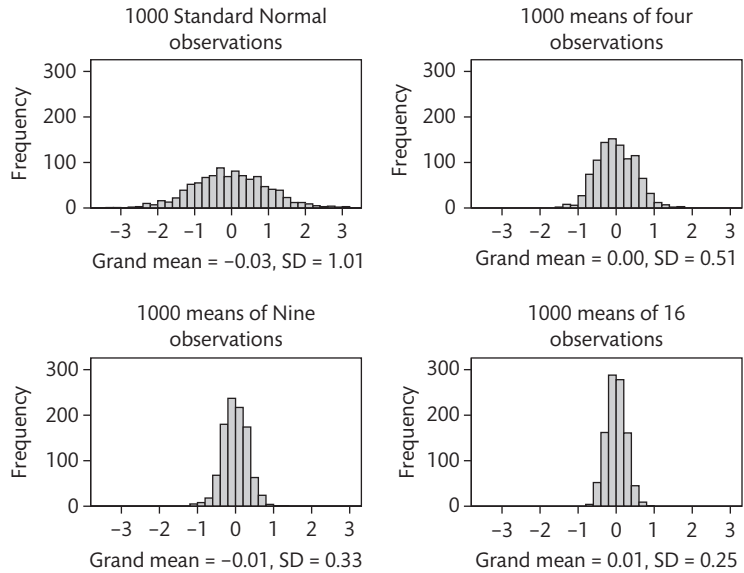 1000 Standard Normal
observations
Frequency
300
200
100
0
–3 –2 –1 0 1 2 3
Grand mean = –0.03, SD = 1.01
1000 means of four
observations
Frequency
300
200
100
0
–3 –2 –1 0 1 2 3
Grand mean = 0.00, SD = 0.51
1000 means of Nine
observations
Frequency
300
200
100
0
–3 –2 –1 0 1 2 3
Grand mean = –0.01, SD = 0.33
1000 means of 16
observations
Frequency
300
200
100
0
–3 –2 –1 0 1 2 3
Grand mean = 0.01, SD = 0.25